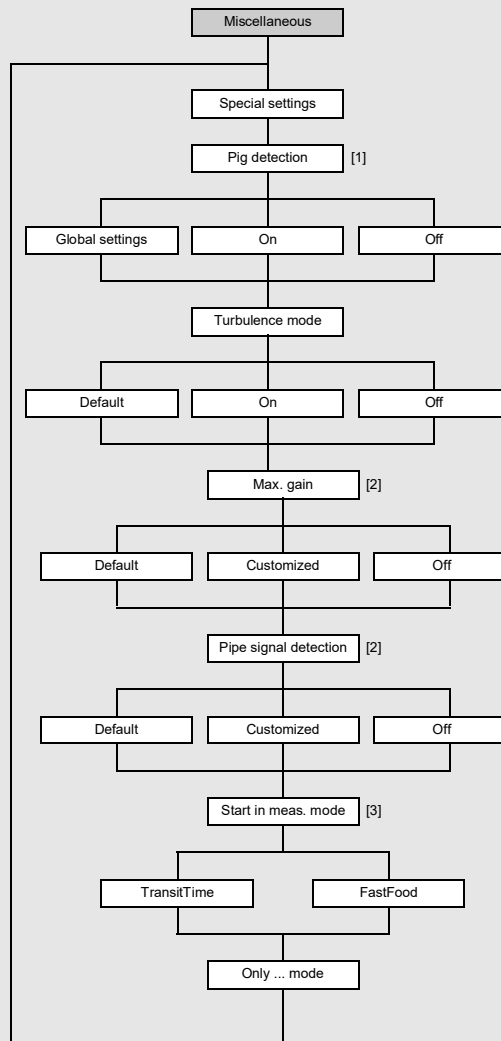 Miscellaneous
Special settings
Pig detection [1]
Global settings On Off
Turbulence mode
Default On Off
Max. gain [2]
Default Customized Off
Pipe signal detection [2]
Default Customized Off
Start in meas. mode [3]
TransitTime FastFood
Only ... mode